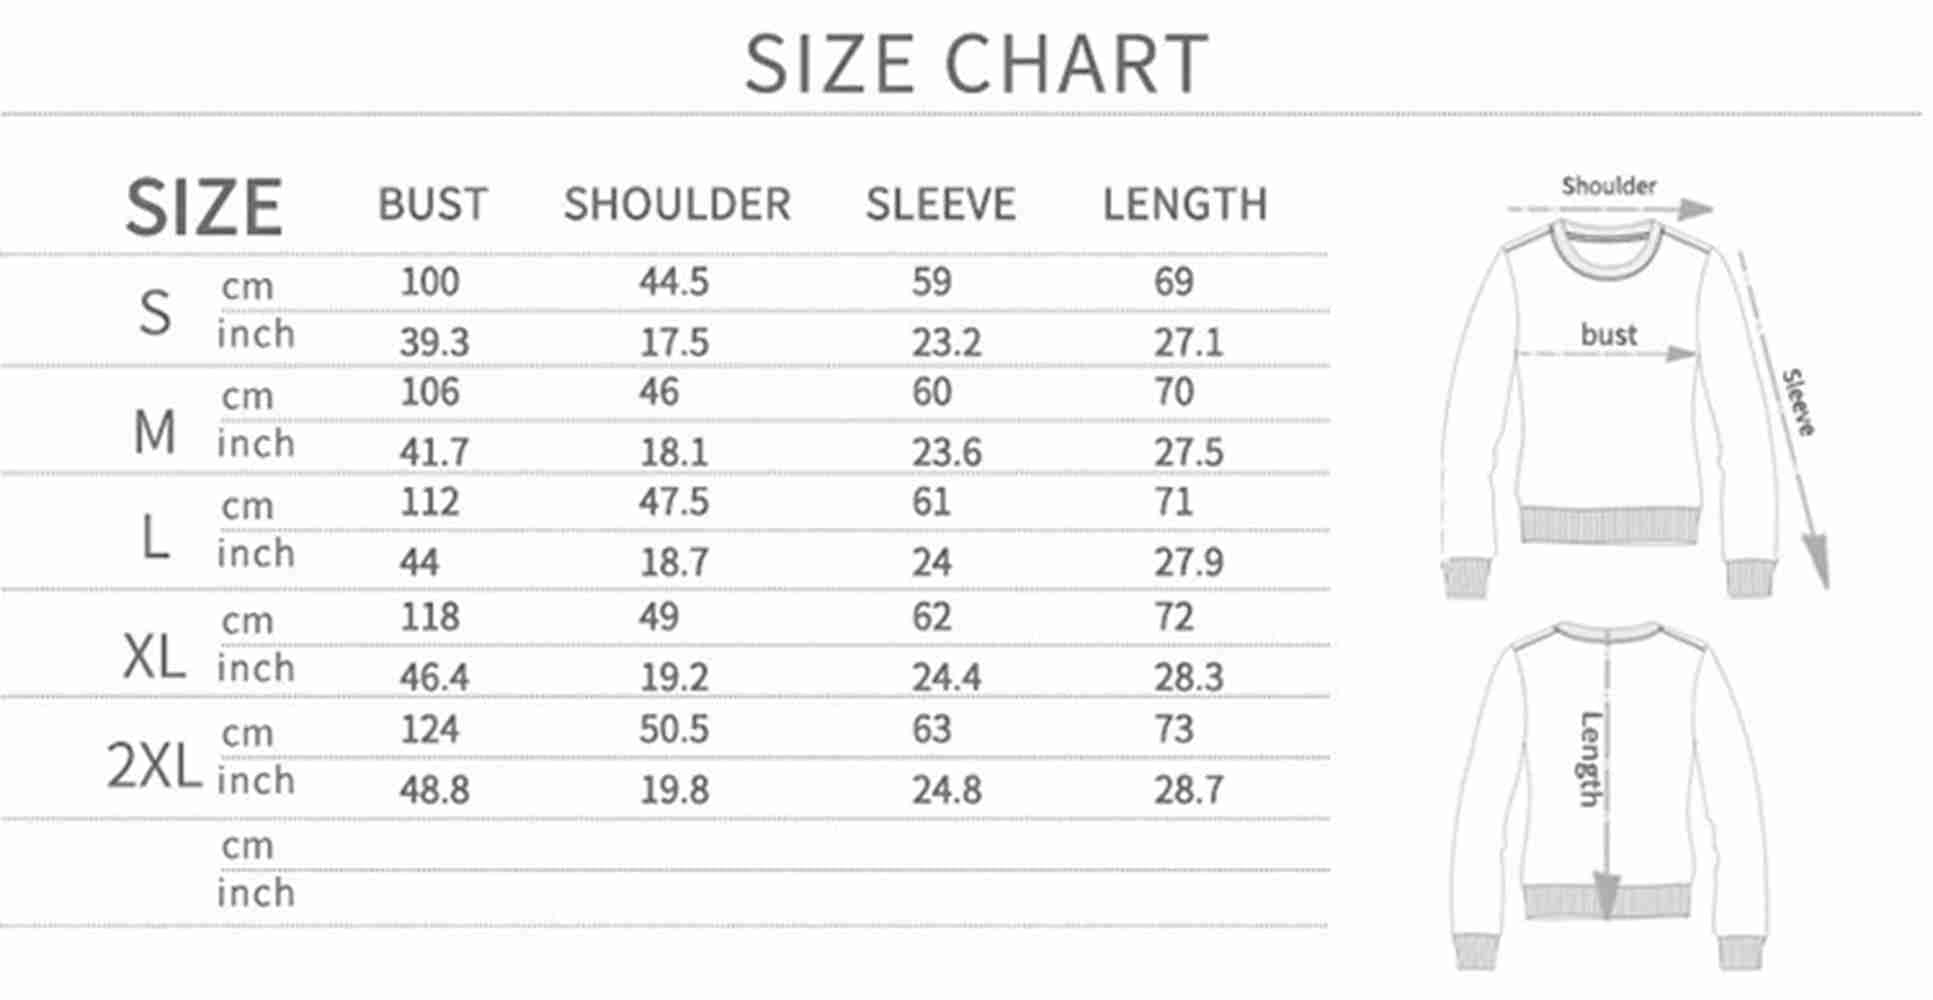 SIZE CHART
SIZE BUST SHOULDER SLEEVE LENGTH
S
cm 100 44.5 59 69
inch 39.3 17.5 23.2 27.1
M
cm 106 46 60 70
inch 41.7 18.1 23.6 27.5
L
cm 112 47.5 61 71
inch 44 18.7 24 27.9
XL
cm 118 49 62 72
inch 46.4 19.2 24.4 28.3
2XL
cm 124 50.5 63 73
inch 48.8 19.8 24.8 28.7
cm
inch
Shoulder
bust
Sleeve
Length